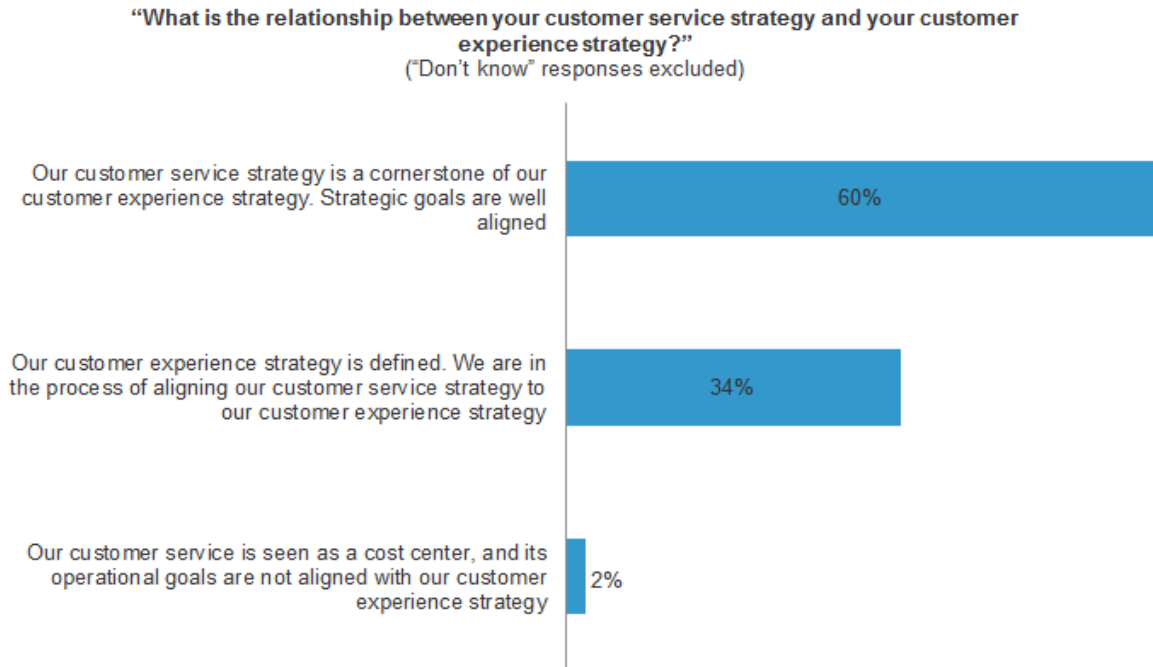 “What is the relationship between your customer service strategy and your customer
experience strategy?”
(“Don’t know” responses excluded)
Our customer service strategy is a cornerstone of our
customer experience strategy. Strategic goals are well
aligned
60%
Our customer experience strategy is defined. We are in
the process of aligning our customer service strategy to
our customer experience strategy
34%
Our customer service is seen as a cost center, and its
operational goals are not aligned with our customer
experience strategy
2%